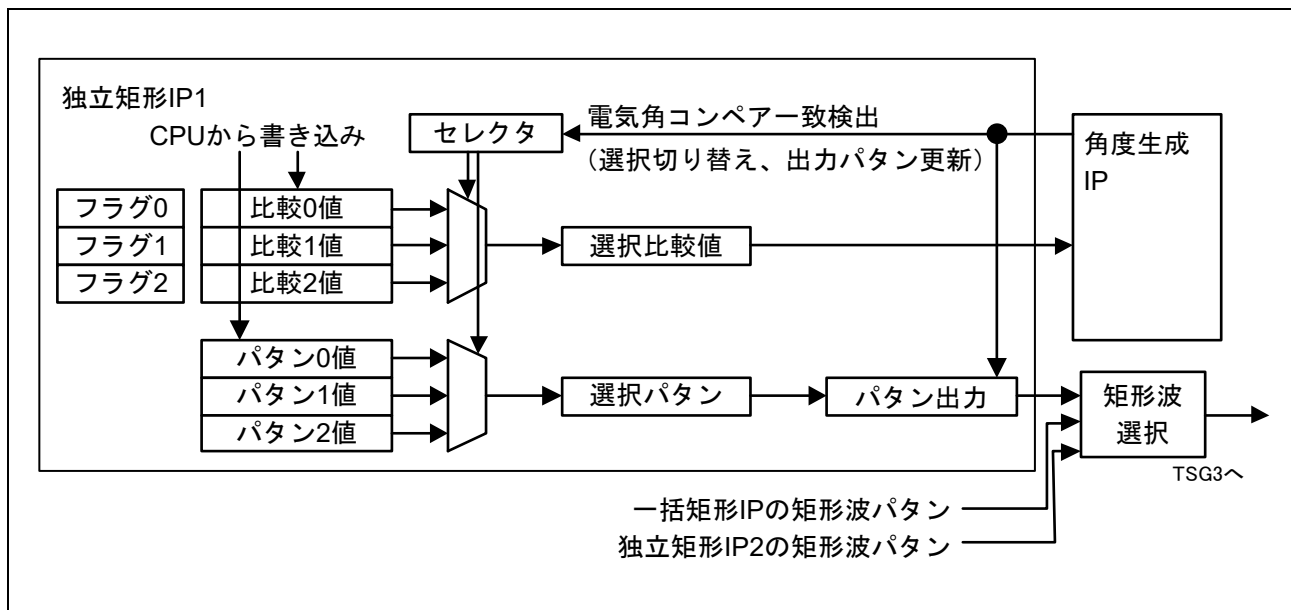 独立矩形IP1
CPUから書き込み
セレクタ
電気角コンペアー致検出
(選択切り替え、出力パタン更新)
角度生成
IP
フラグ0
フラグ1
フラグ2
比較0値
比較1値
比較2値
選択比較値
パタン0値
パタン1値
パタン2値
選択パタン
パタン出力
矩形波
選択
TSG3へ
一括矩形IPの矩形波パタン
独立矩形IP2の矩形波パタン